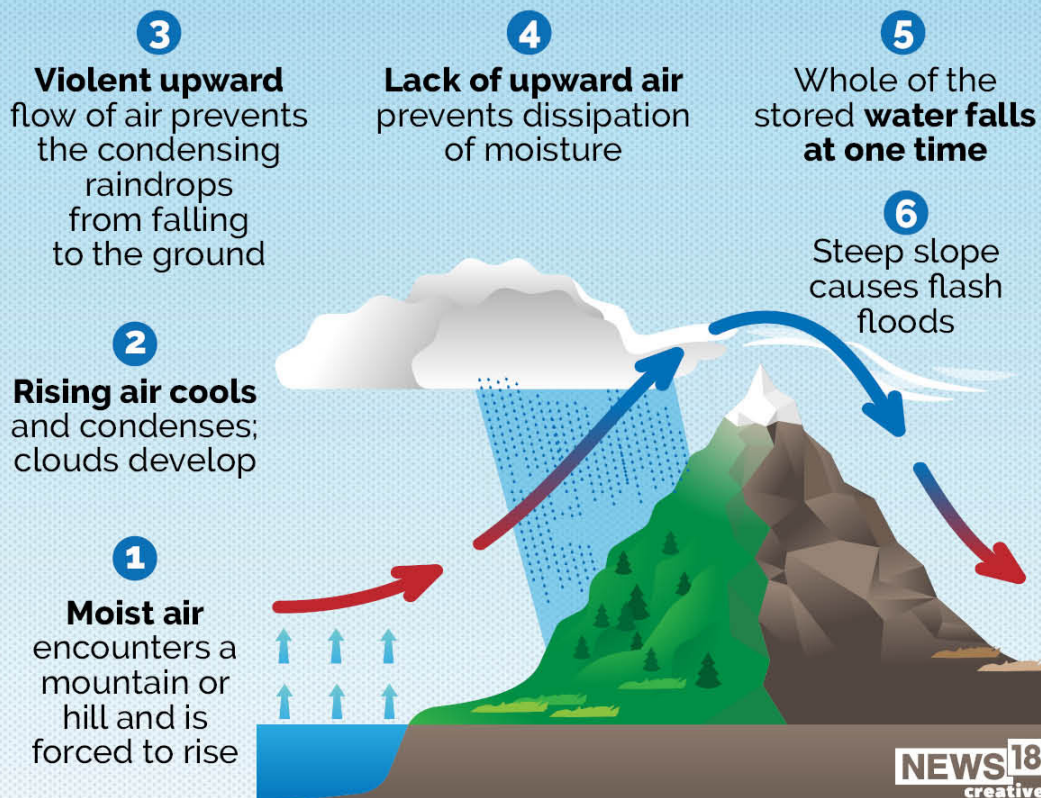 3
Violent upward
flow of air prevents
the condensing
raindrops
from falling
to the ground
4
Lack of upward air
prevents dissipation
of moisture
5
Whole of the
stored water falls
at one time
6
Steep slope
causes flash
floods
2
Rising air cools
and condenses;
clouds develop
1
Moist air
encounters a
mountain or
hill and is
forced to rise
NEWS18
creative